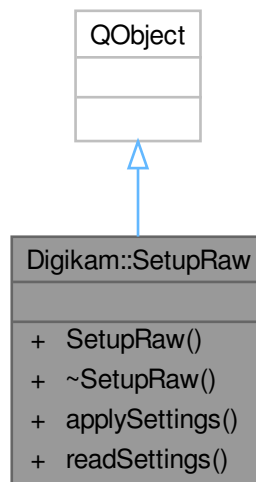 QObject
Digikam::SetupRaw
+ SetupRaw()
+ ~SetupRaw()
+ applySettings()
+ readSettings()